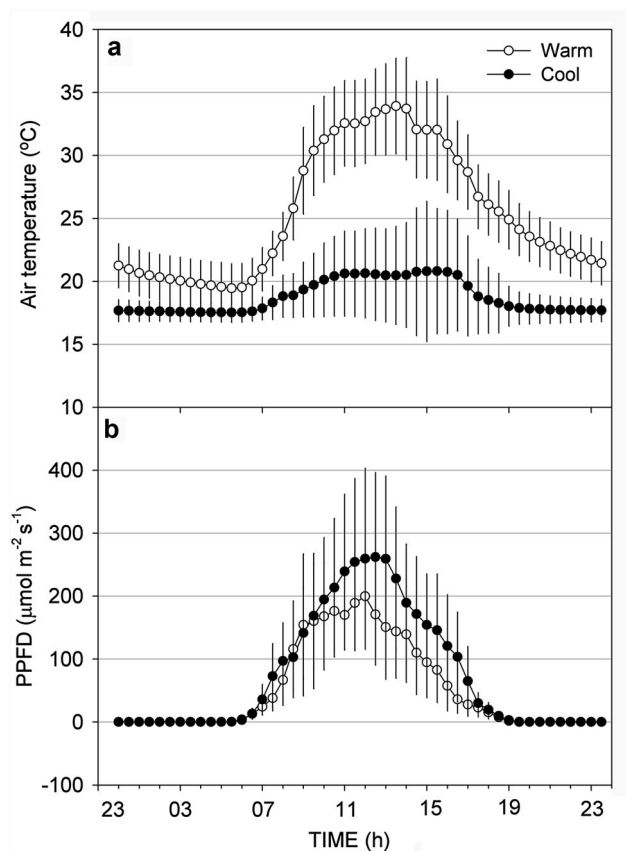 a
Warm
Cool
40
35
30
25
20
15
10
Air temperature (ºC)
b
400
300
200
100
0
-100
PPFD (μmol m⁻² s⁻¹)
23 03 07 11 15 19 23
TIME (h)